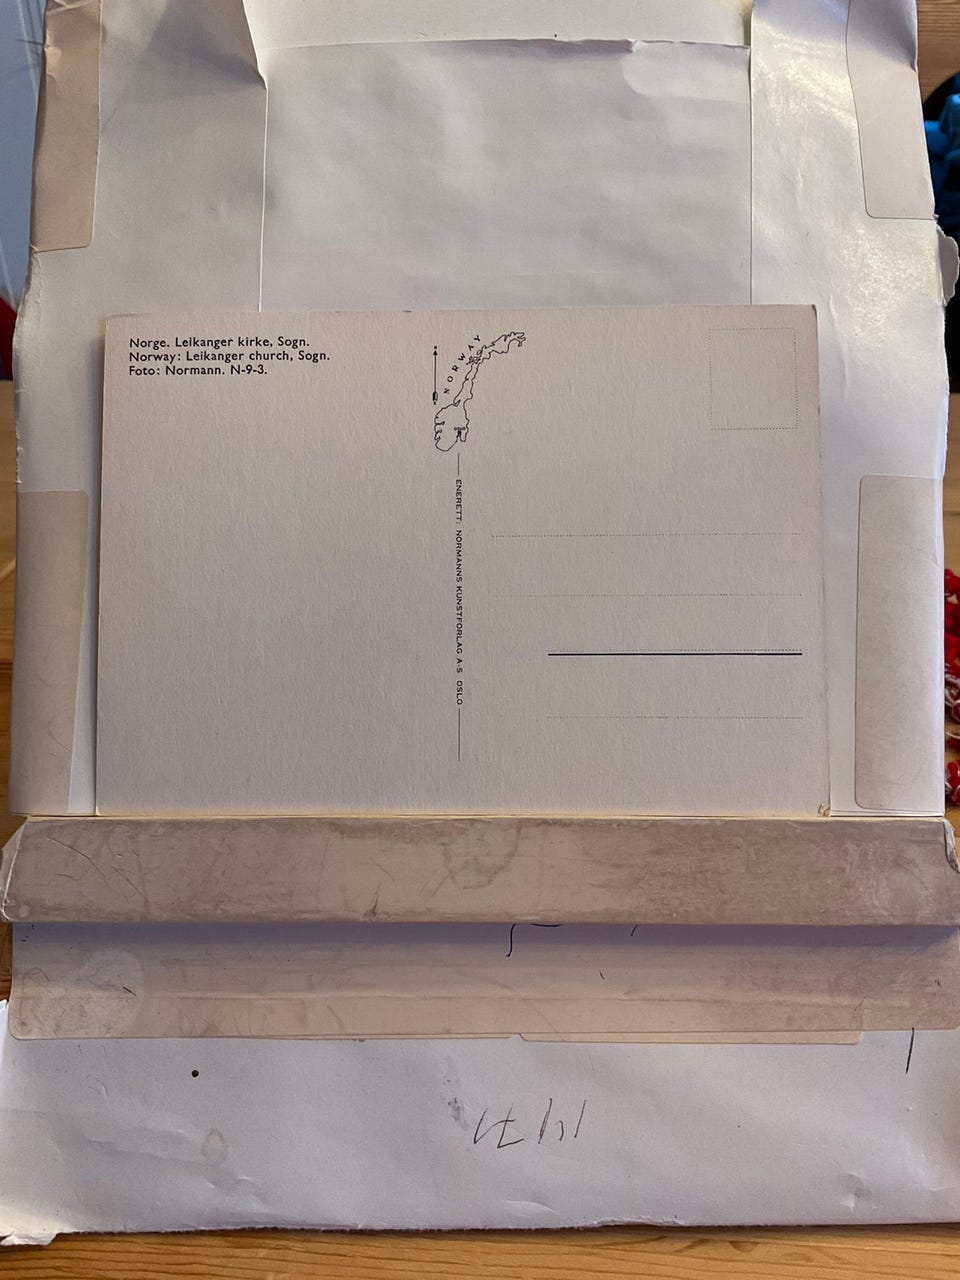 Norge. Leikanger kirke, Sogn.
Norway: Leikanger church, Sogn.
Foto: Normann. N-9-3.
NORWAY
ENERETT: NORMANNS KUNSTFORLAG A-S OSLO